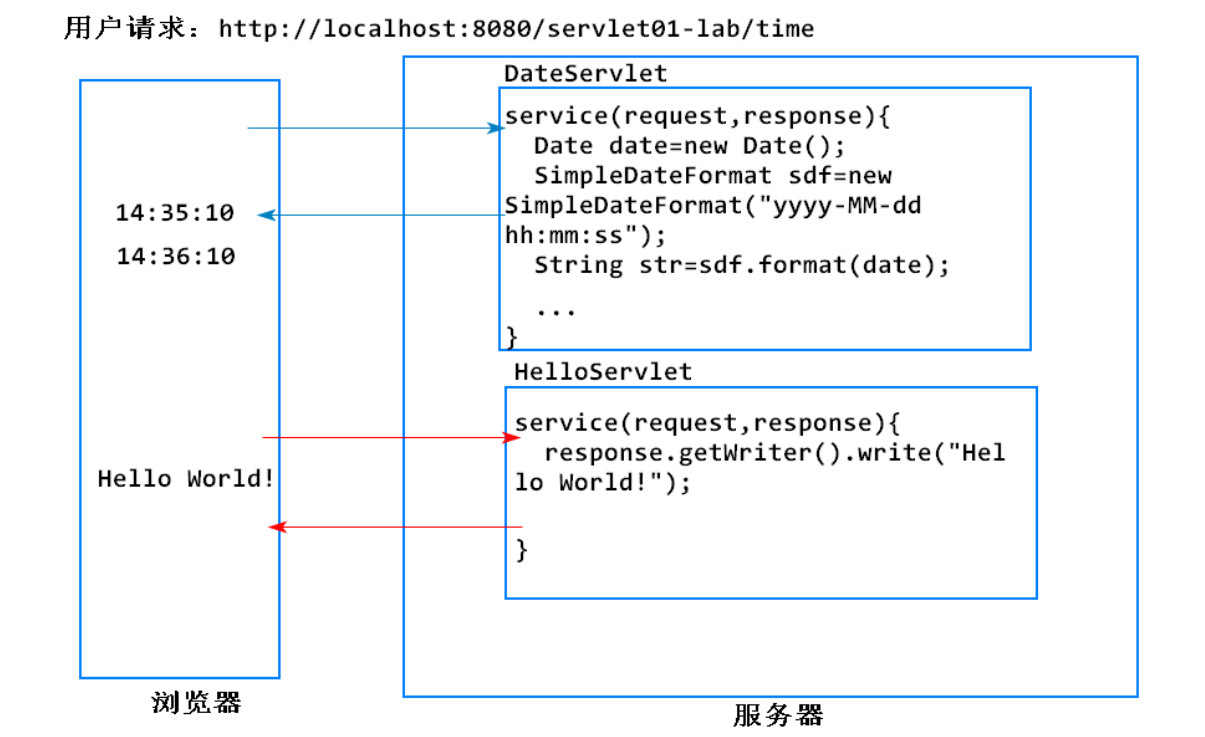 用户请求：http://localhost:8080/servlet01-lab/time
DateServlet
service(request,response){
Date date=new Date();
SimpleDateFormat sdf=new
SimpleDateFormat("yyyy-MM-dd
hh:mm:ss");
String str=sdf.format(date);
...
}
14:35:10
14:36:10
HelloServlet
service(request,response){
response.getWriter().write("Hel
lo World!");
}
Hello World!
浏览器
服务器